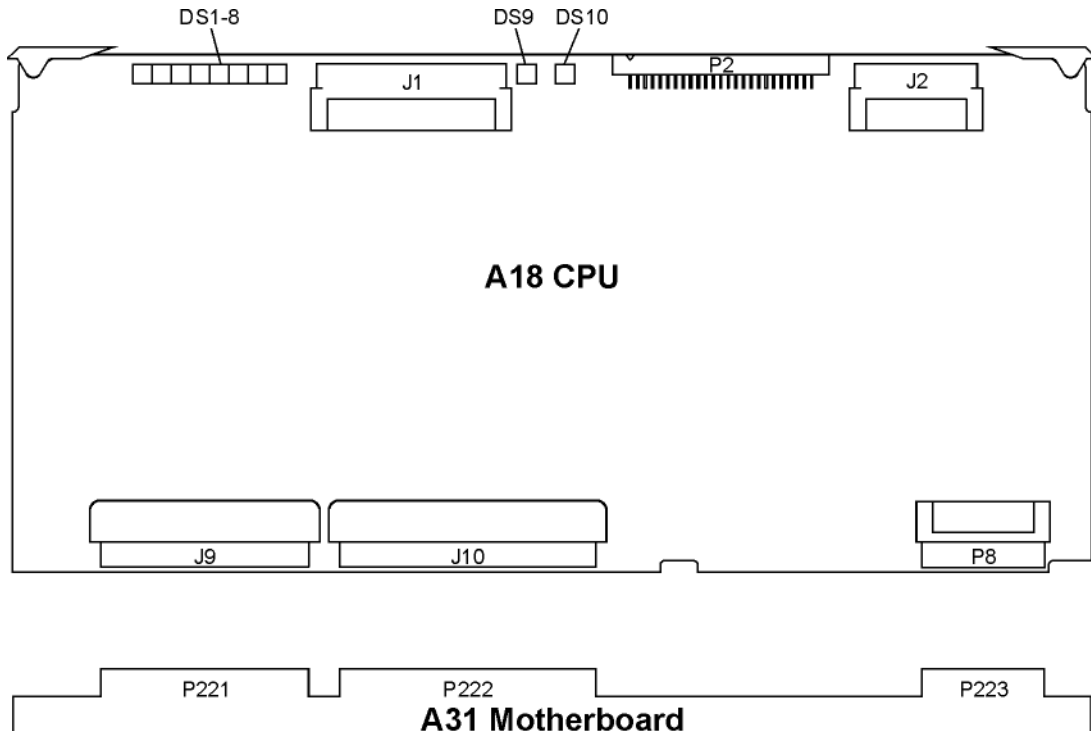 DS1-8 DS9 DS10
J1 P2 J2
A18 CPU
J9 J10 P8
P221 P222 P223
A31 Motherboard